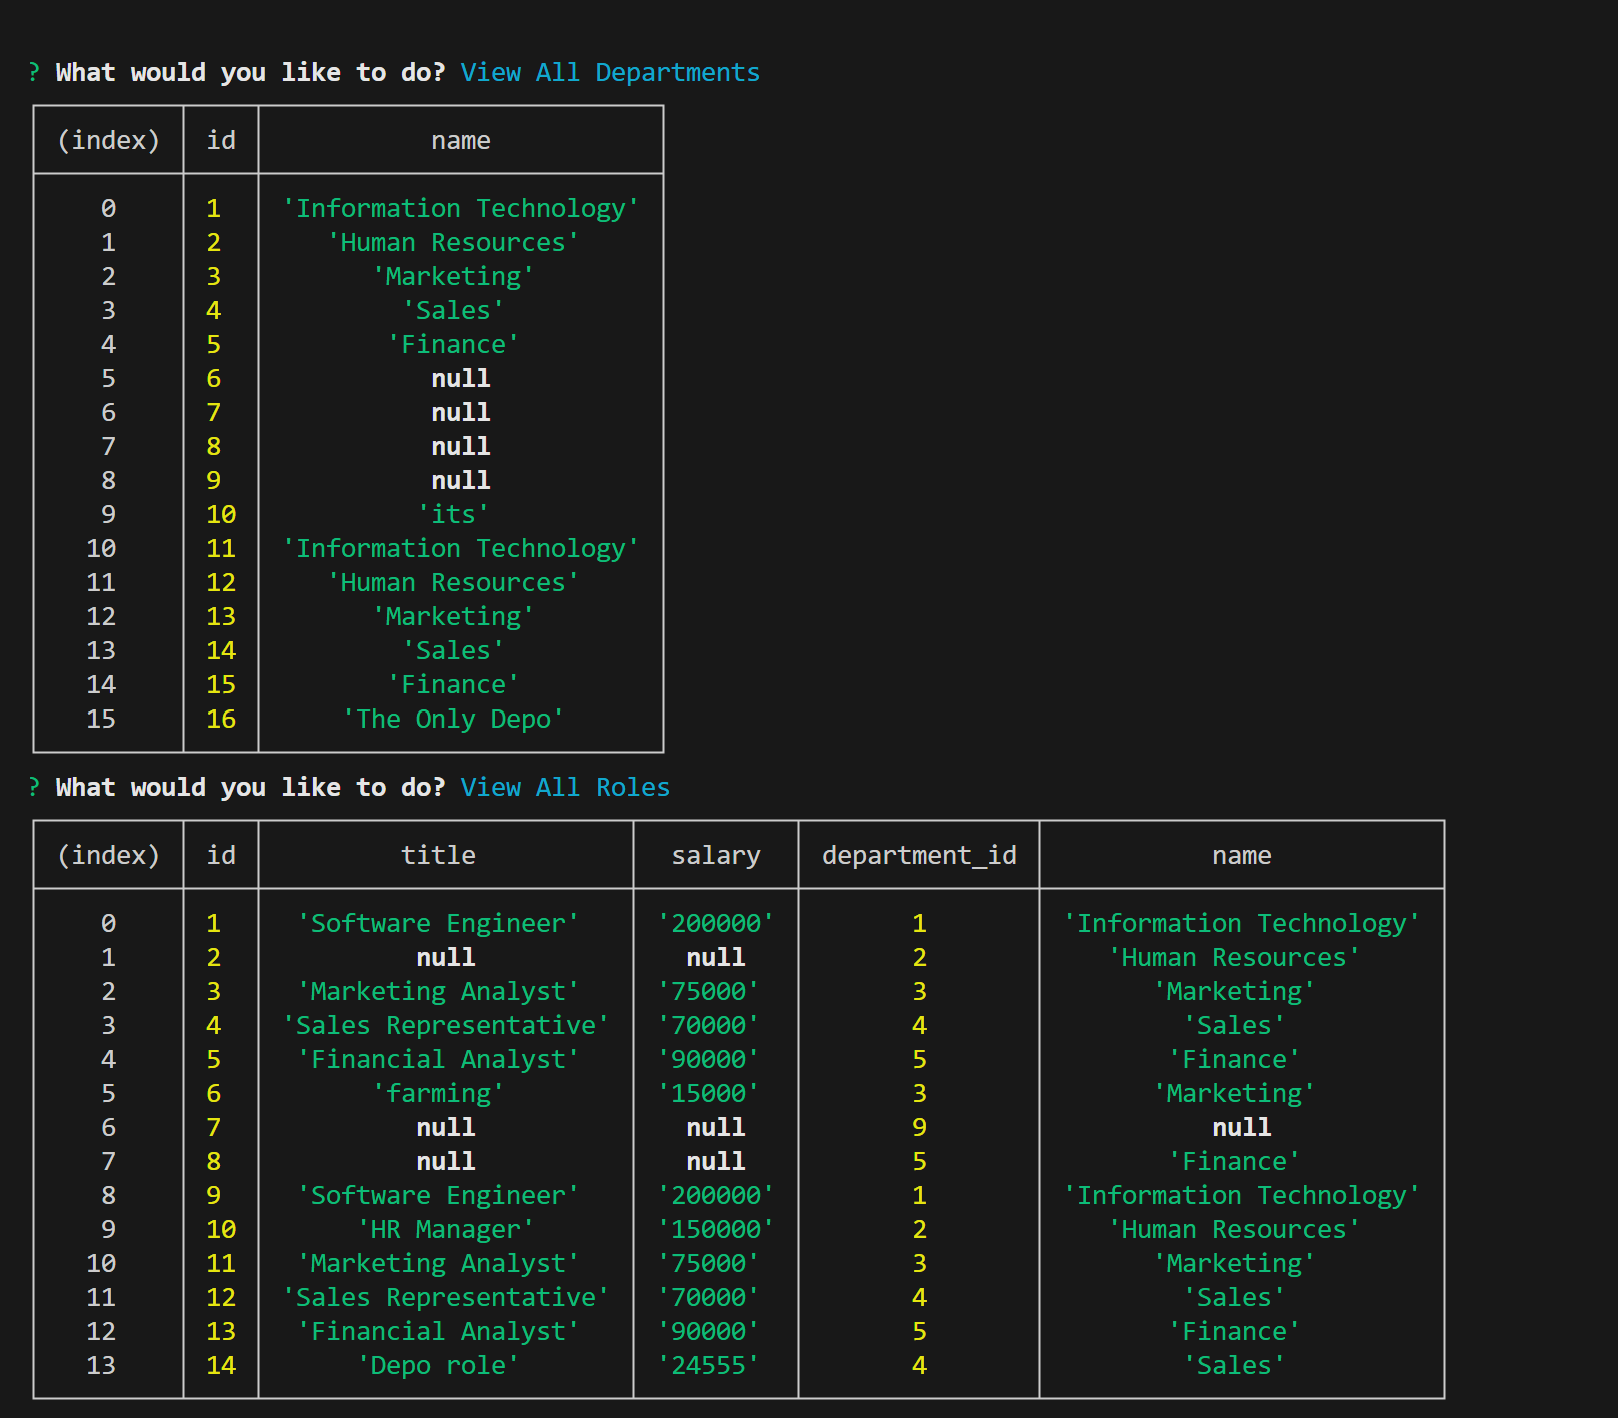 ? What would you like to do? View All Departments
(index) id name
0 1 'Information Technology'
1 2 'Human Resources'
2 3 'Marketing'
3 4 'Sales'
4 5 'Finance'
5 6 null
6 7 null
7 8 null
8 9 null
9 10 'its'
10 11 'Information Technology'
11 12 'Human Resources'
12 13 'Marketing'
13 14 'Sales'
14 15 'Finance'
15 16 'The Only Depo'
? What would you like to do? View All Roles
(index) id title salary department_id name
0 1 'Software Engineer' '200000' 1 'Information Technology'
1 2 null null 2 'Human Resources'
2 3 'Marketing Analyst' '75000' 3 'Marketing'
3 4 'Sales Representative' '70000' 4 'Sales'
4 5 'Financial Analyst' '90000' 5 'Finance'
5 6 'farming' '15000' 3 'Marketing'
6 7 null null 9 null
7 8 null null 5 'Finance'
8 9 'Software Engineer' '200000' 1 'Information Technology'
9 10 'HR Manager' '150000' 2 'Human Resources'
10 11 'Marketing Analyst' '75000' 3 'Marketing'
11 12 'Sales Representative' '70000' 4 'Sales'
12 13 'Financial Analyst' '90000' 5 'Finance'
13 14 'Depo role' '24555' 4 'Sales'